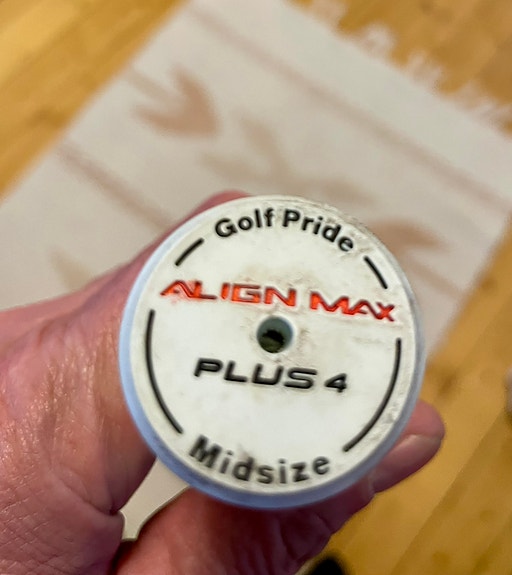 Golf Pride
ALIGN MAX
PLUS 4
Midsize